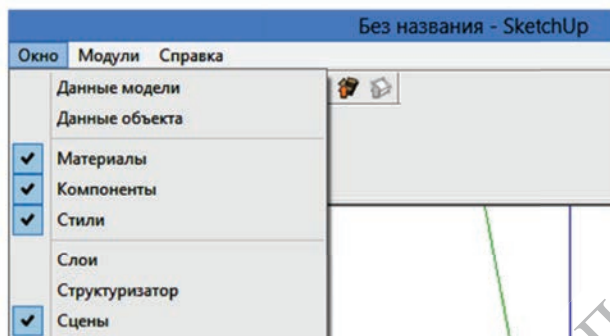 Без названия - SketchUp
Окно Модули Справка
Данные модели
Данные объекта
Материалы
Компоненты
Стили
Слои
Структуризатор
Сцены